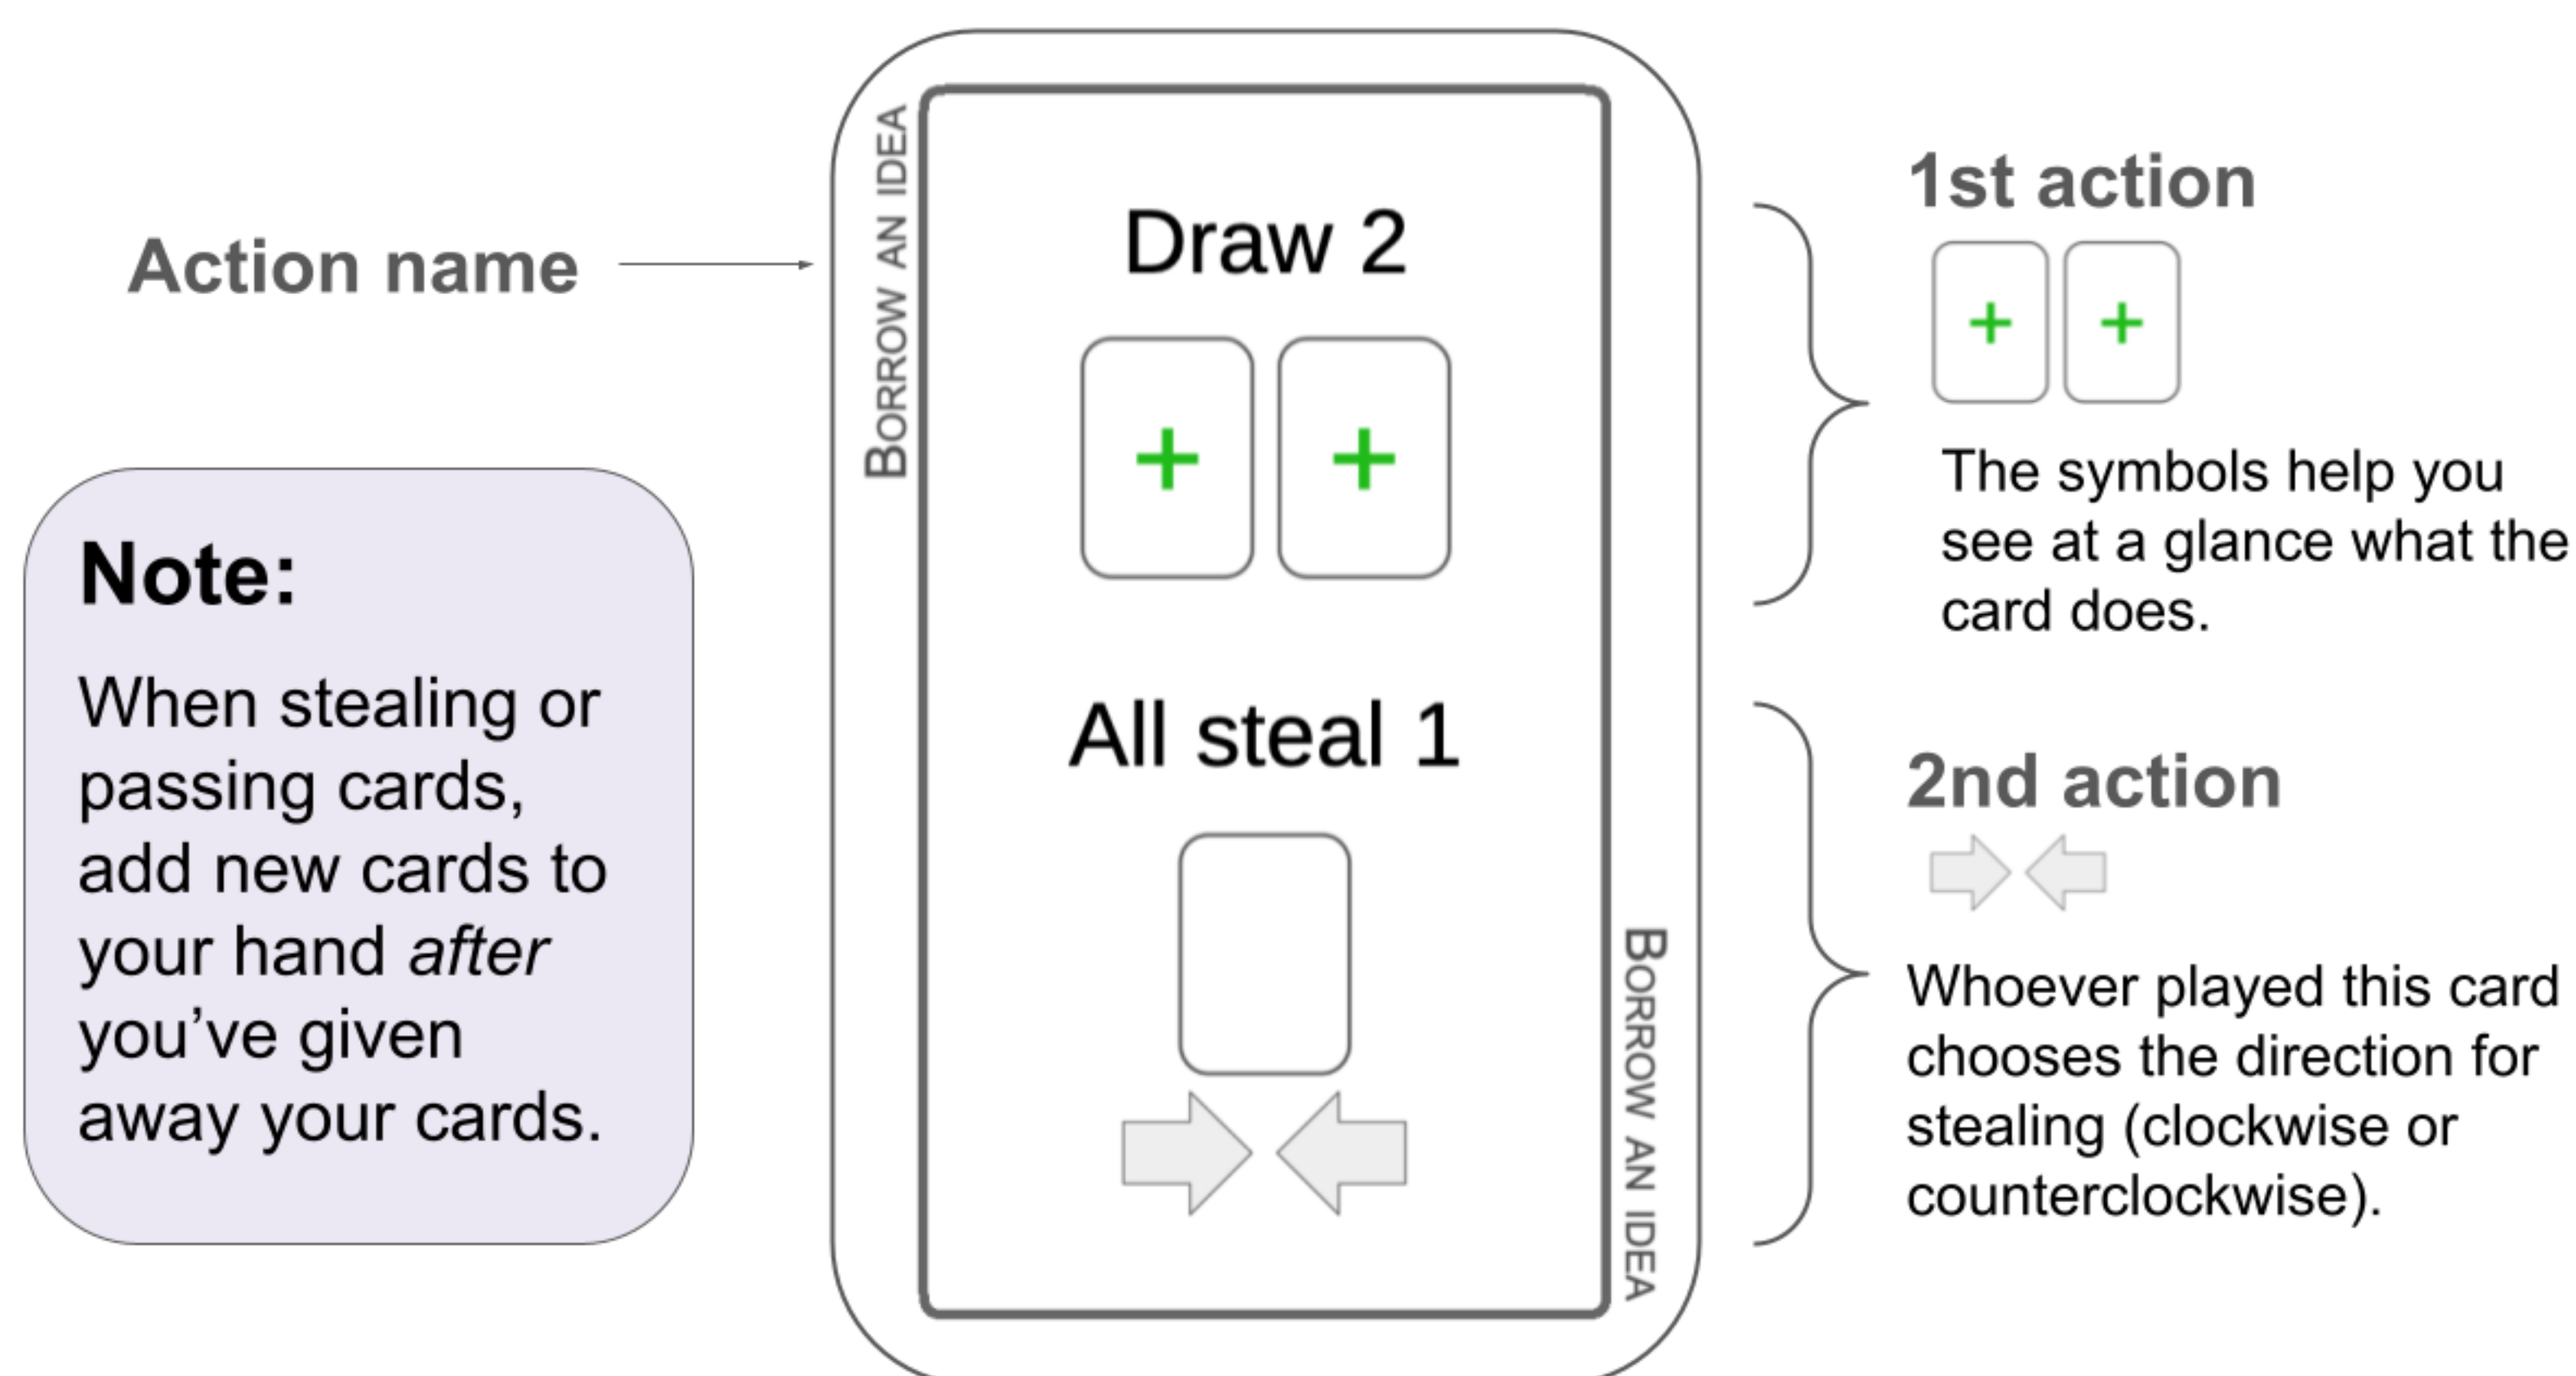 Action name
Note:
When stealing or
passing cards,
add new cards to
your hand after
you’ve given
away your cards.
BORROW AN IDEA
Draw 2
All steal 1
BORROW AN IDEA
1st action
The symbols help you
see at a glance what the
card does.
2nd action
Whoever played this card
chooses the direction for
stealing (clockwise or
counterclockwise).